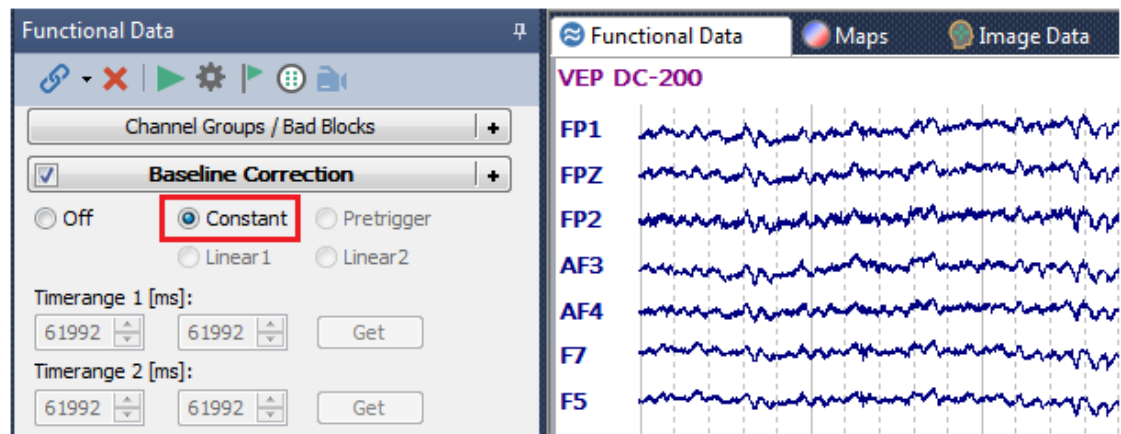 Functional Data
Channel Groups / Bad Blocks +
Baseline Correction +
Off Constant Pretrigger
Linear1 Linear2
Timerange 1 [ms]:
61992 61992 Get
Timerange 2 [ms]:
61992 61992 Get
Functional Data Maps Image Data
VEP DC-200
FP1
FPZ
FP2
AF3
AF4
F7
F5